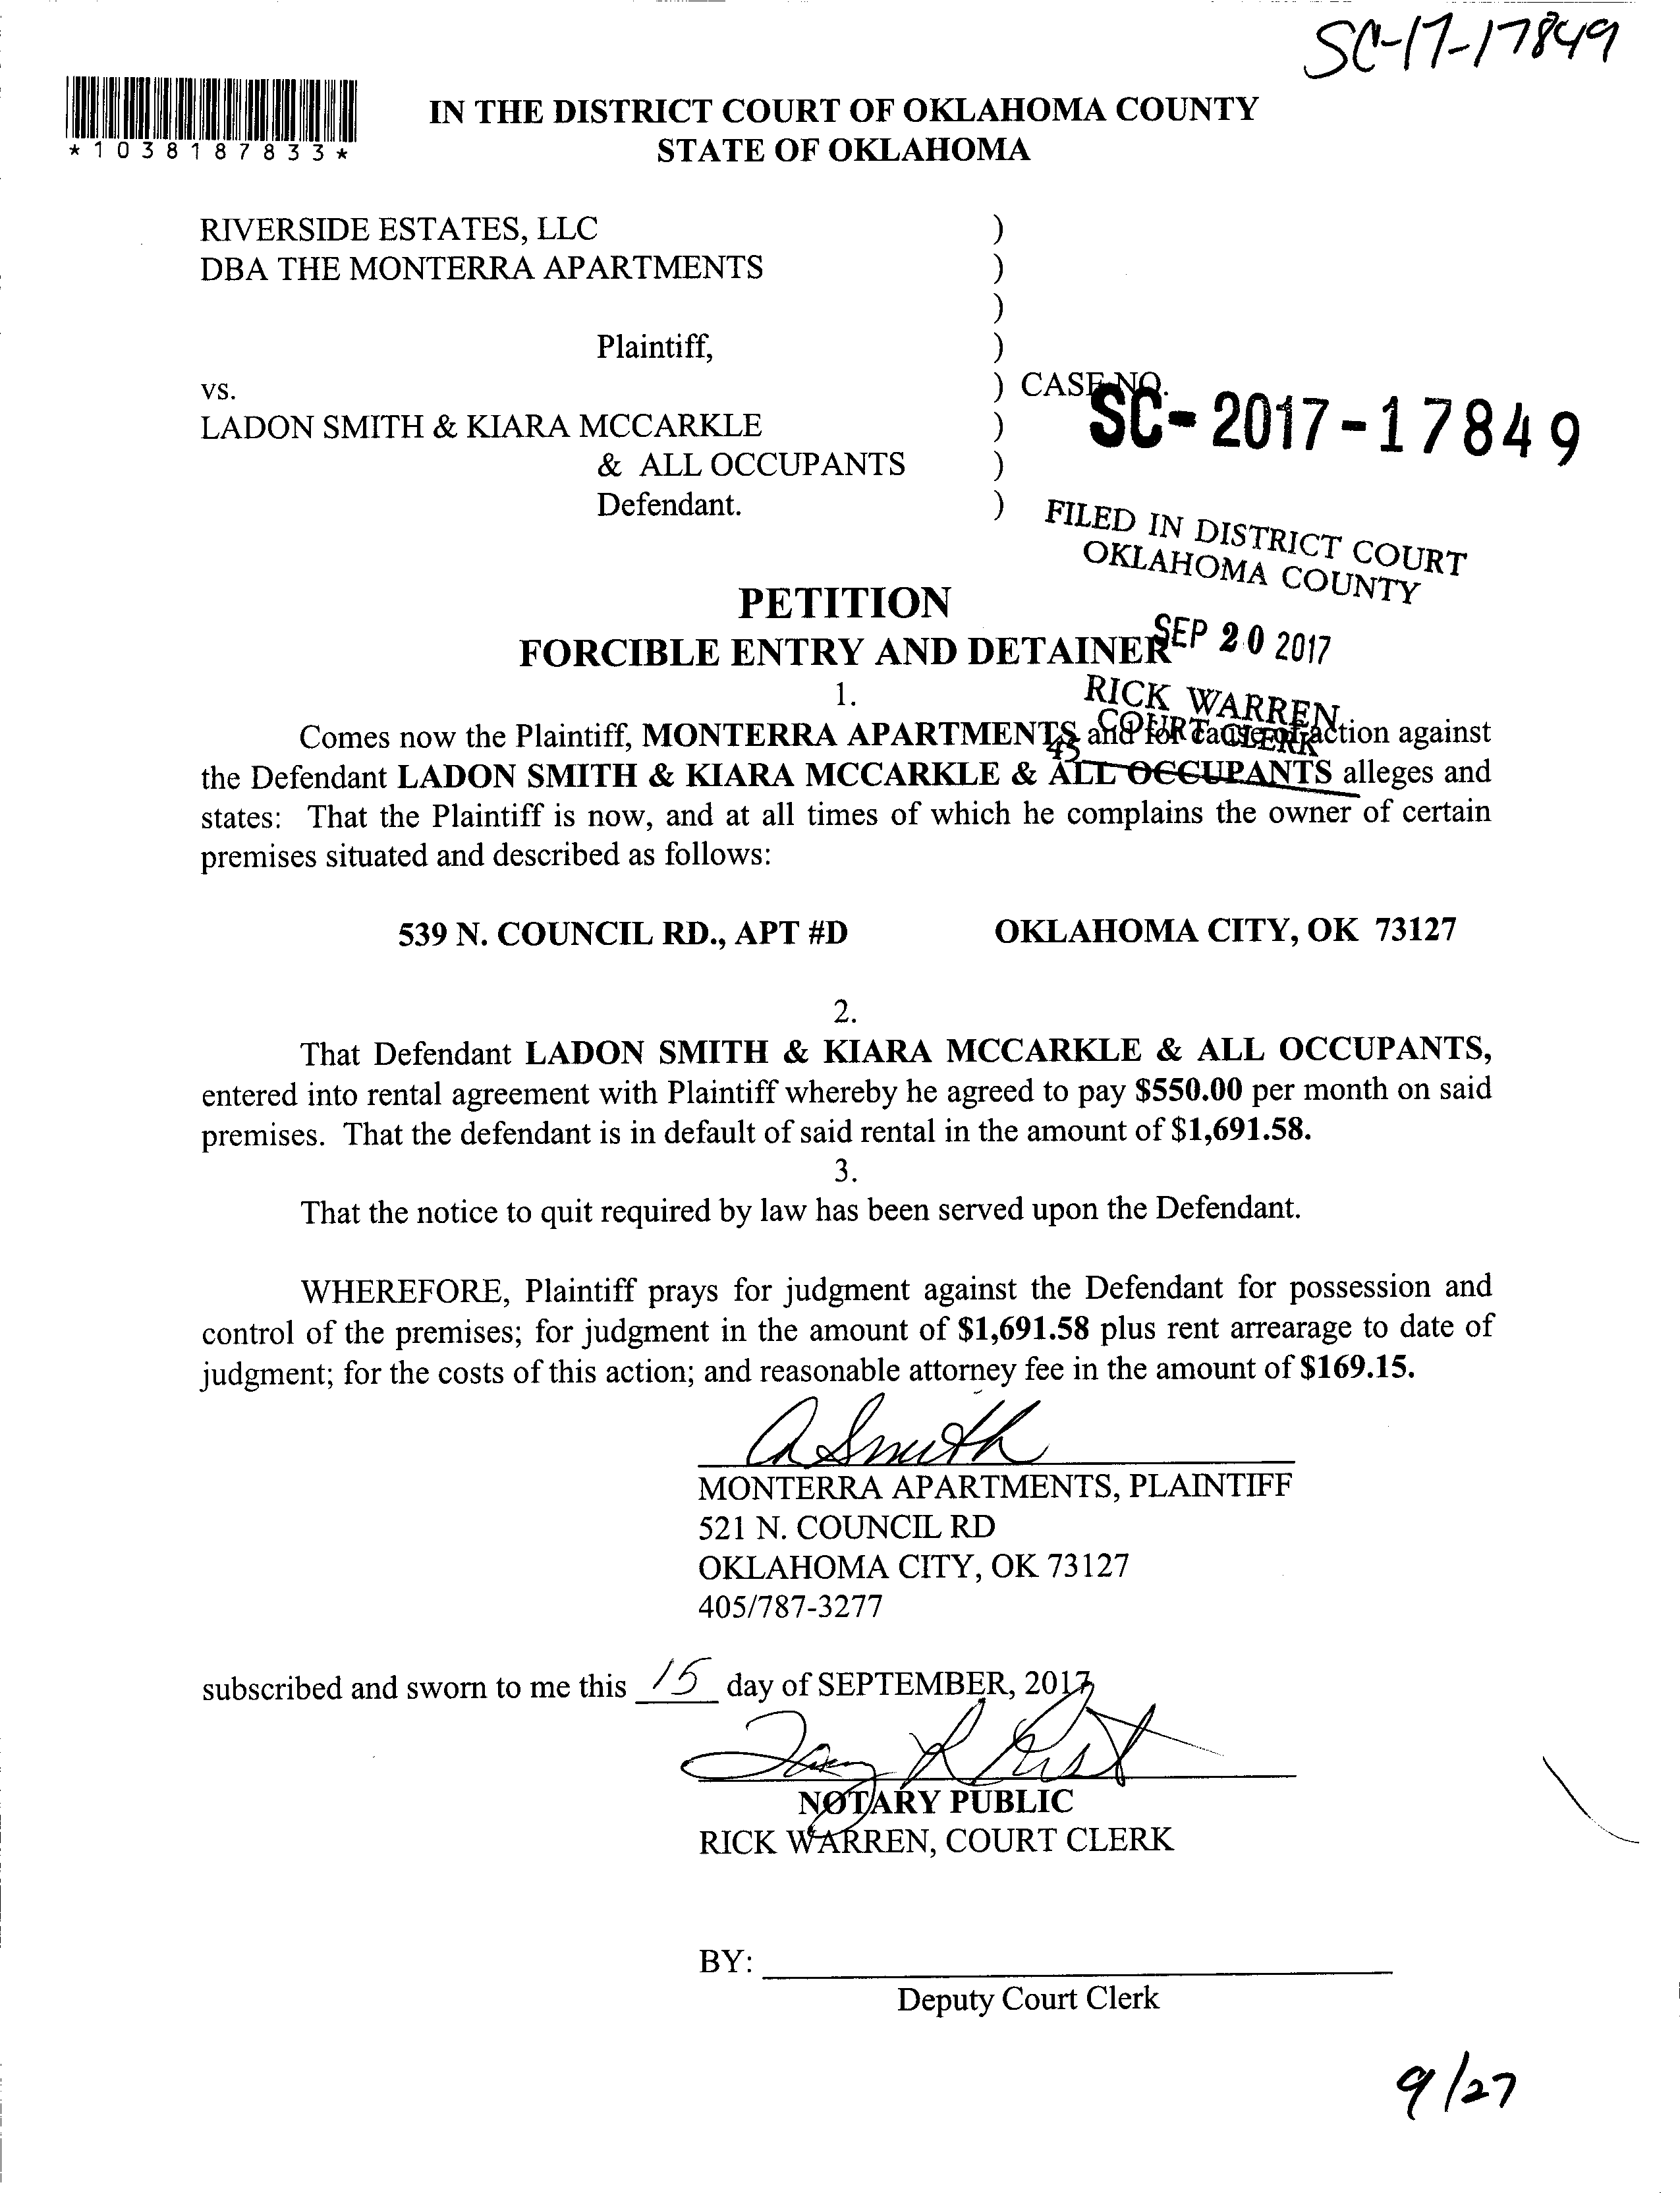 SC-17-17849
*1038187833*
IN THE DISTRICT COURT OF OKLAHOMA COUNTY
STATE OF OKLAHOMA
RIVERSIDE ESTATES, LLC )
DBA THE MONTERRA APARTMENTS )
)
Plaintiff, )
vs. ) CASE NO.
SC-2017-17849
LADON SMITH & KIARA MCCARKLE )
& ALL OCCUPANTS )
Defendant. )
FILED IN DISTRICT COURT
OKLAHOMA COUNTY
PETITION
SEP 20 2017
FORCIBLE ENTRY AND DETAINER
1.
RICK WARREN
COURT CLERK
45
Comes now the Plaintiff, MONTERRA APARTMENTS and for cause of action against
the Defendant LADON SMITH & KIARA MCCARKLE & ALL OCCUPANTS alleges and
states: That the Plaintiff is now, and at all times of which he complains the owner of certain
premises situated and described as follows:
539 N. COUNCIL RD., APT #D OKLAHOMA CITY, OK 73127
2.
That Defendant LADON SMITH & KIARA MCCARKLE & ALL OCCUPANTS,
entered into rental agreement with Plaintiff whereby he agreed to pay $550.00 per month on said
premises. That the defendant is in default of said rental in the amount of $1,691.58.
3.
That the notice to quit required by law has been served upon the Defendant.
WHEREFORE, Plaintiff prays for judgment against the Defendant for possession and
control of the premises; for judgment in the amount of $1,691.58 plus rent arrearage to date of
judgment; for the costs of this action; and reasonable attorney fee in the amount of $169.15.
A Smith
MONTERRA APARTMENTS, PLAINTIFF
521 N. COUNCIL RD
OKLAHOMA CITY, OK 73127
405/787-3277
subscribed and sworn to me this 15 day of SEPTEMBER, 2017
NOTARY PUBLIC
RICK WARREN, COURT CLERK
BY:
Deputy Court Clerk
9/27